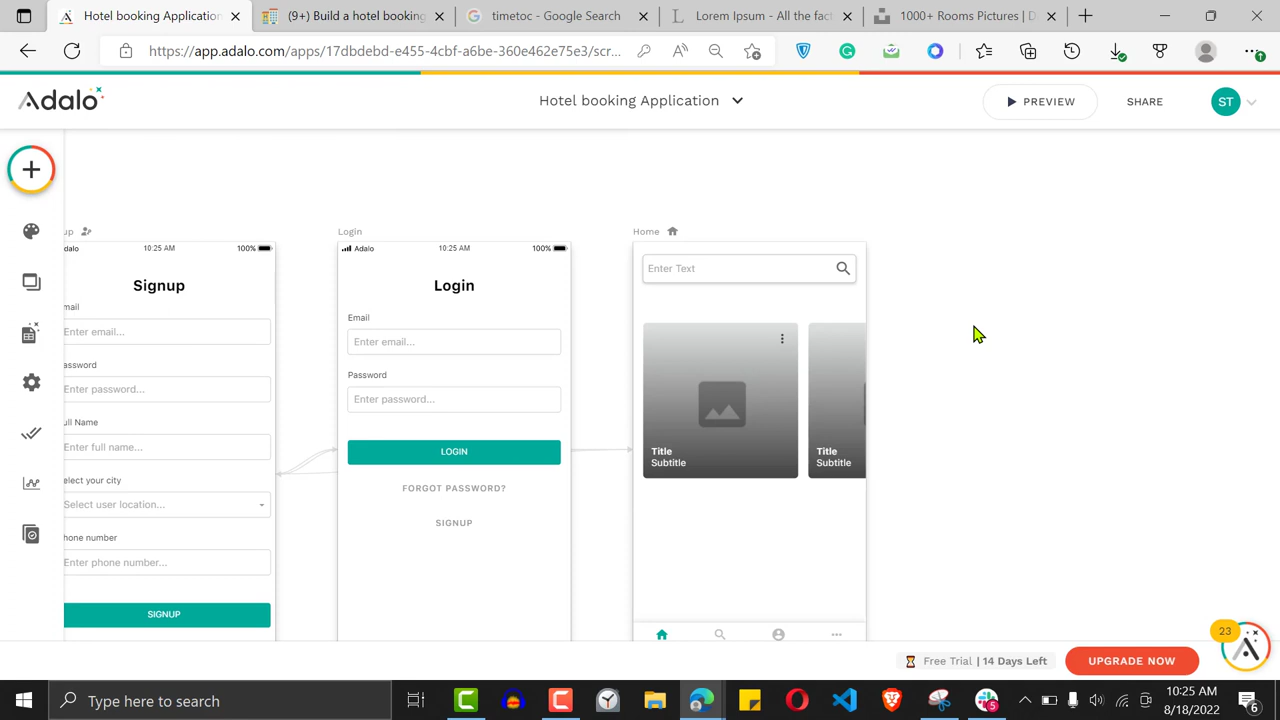 Hotel booking Application
(9+) Build a hotel booking
timetoc - Google Search
Lorem Ipsum - All the fact
1000+ Rooms Pictures | D
https://app.adalo.com/apps/17dbdebd-e455-4cbf-a6be-360e462e75e3/scr...
Adalo
Hotel booking Application
PREVIEW
SHARE
ST
up
Login
Home
dalo 10:25 AM 100%
Adalo 10:25 AM 100%
Signup
Login
Enter Text
mail
Enter email...
Email
Enter email...
assword
Enter password...
Password
Enter password...
ull Name
Enter full name...
LOGIN
Title
Subtitle
Title
Subtitle
elect your city
Select user location...
FORGOT PASSWORD?
SIGNUP
hone number
Enter phone number...
SIGNUP
23
Free Trial | 14 Days Left
UPGRADE NOW
Type here to search
5
10:25 AM
8/18/2022
6